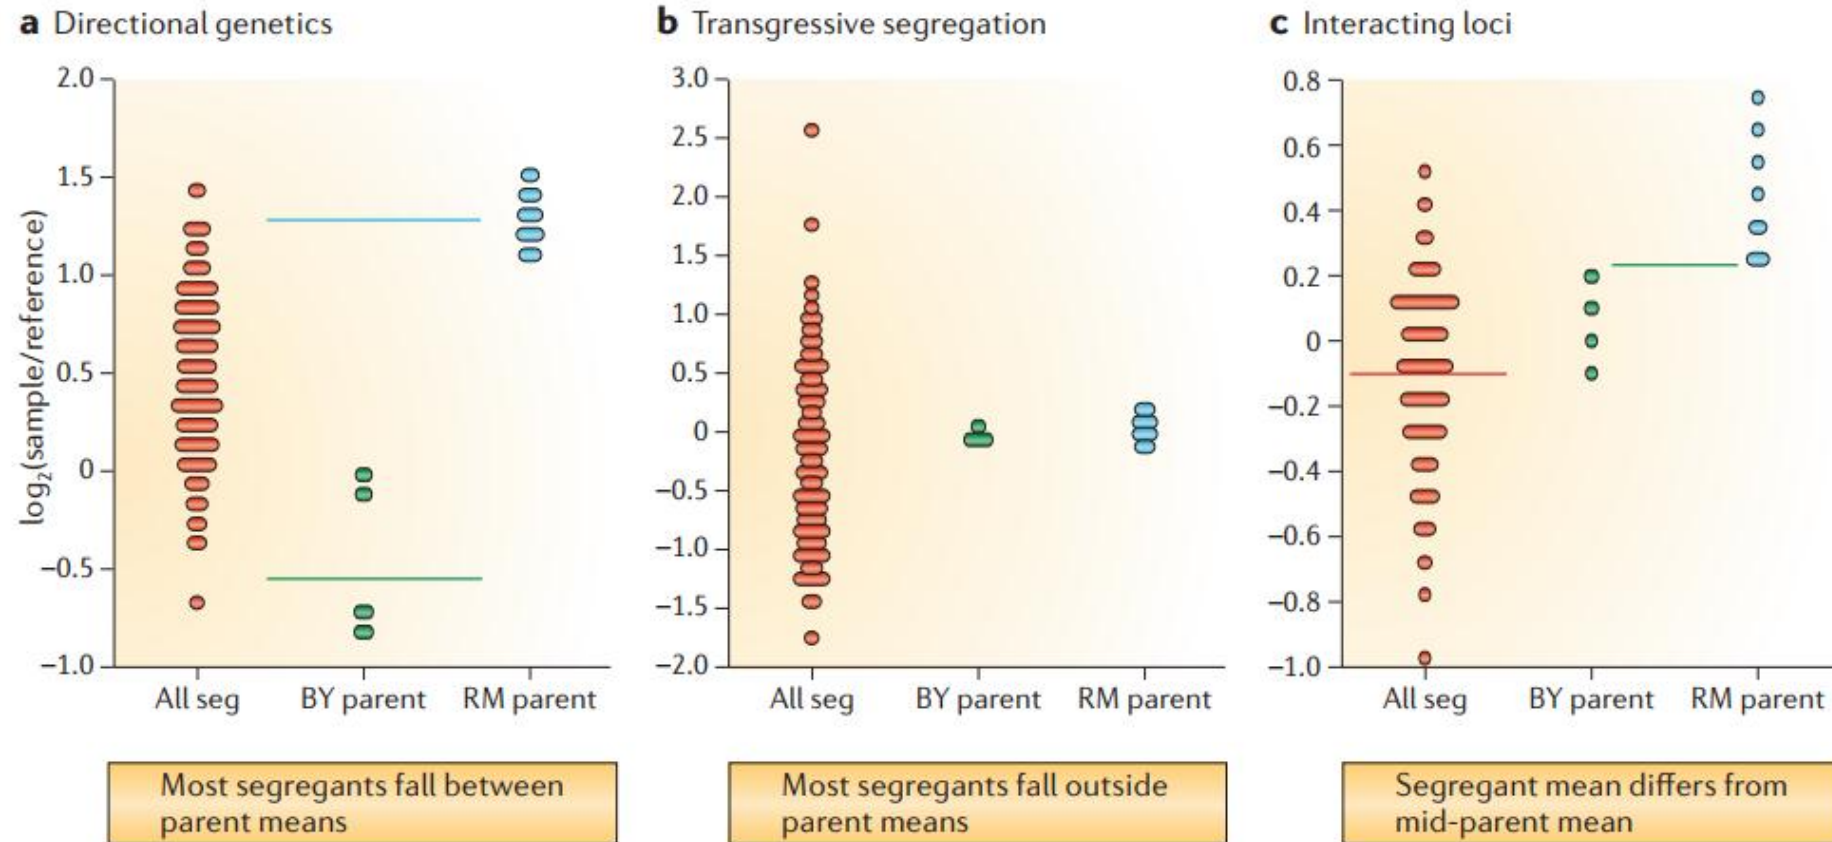 a Directional genetics
b Transgressive segregation
c Interacting loci
log2(sample/reference)
2.0
1.5
1.0
0.5
0
–0.5
–1.0
All seg
BY parent
RM parent
3.0
2.5
2.0
1.5
1.0
0.5
0
–0.5
–1.0
–1.5
–2.0
All seg
BY parent
RM parent
0.8
0.6
0.4
0.2
0
–0.2
–0.4
–0.6
–0.8
–1.0
All seg
BY parent
RM parent
Most segregants fall between
parent means
Most segregants fall outside
parent means
Segregant mean differs from
mid-parent mean